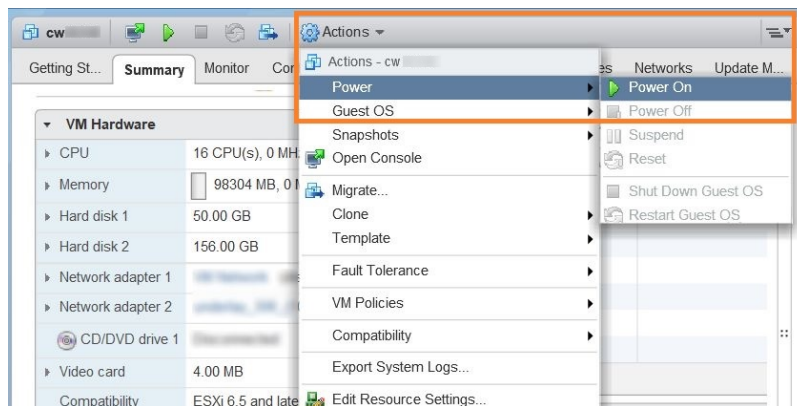 cw
Actions
Getting St...
Summary
Monitor
Networks
Update M...
Actions - cw
Power
Guest OS
Snapshots
Open Console
Migrate...
Clone
Template
Fault Tolerance
VM Policies
Compatibility
Export System Logs...
Edit Resource Settings...
Power On
Power Off
Suspend
Reset
Shut Down Guest OS
Restart Guest OS
VM Hardware
CPU 16 CPU(s), 0 MH
Memory 98304 MB, 0
Hard disk 1 50.00 GB
Hard disk 2 156.00 GB
Network adapter 1
Network adapter 2
CD/DVD drive 1
Video card 4.00 MB
Compatibility ESXi 6.5 and late